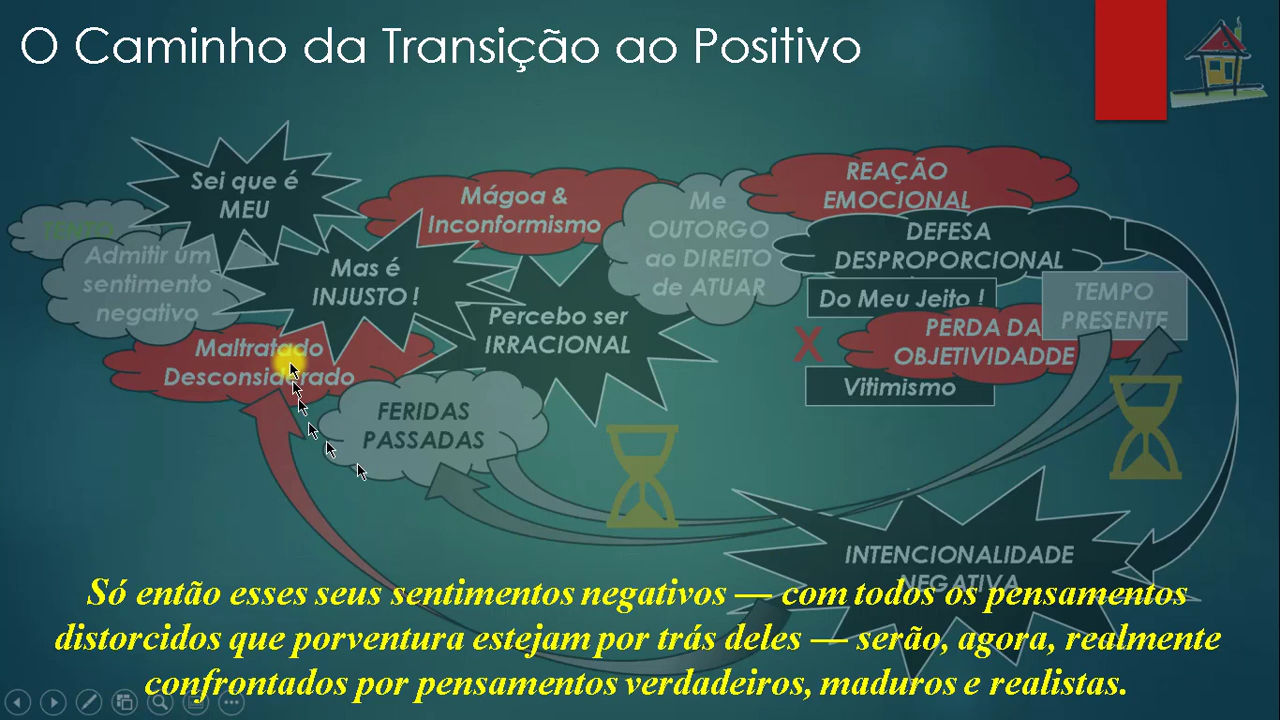 O Caminho da Transição ao Positivo
Sei que é
MEU
Admitir um
sentimento
negativo
Mágoa &
Inconformismo
Mas é
INJUSTO !
Maltratado
Desconsiderado
FERIDAS
PASSADAS
Percebo ser
IRRACIONAL
Me
OUTORGO
ao DIREITO
de ATUAR
REAÇÃO
EMOCIONAL
DEFESA
DESPROPORCIONAL
Do Meu Jeito !
PERDA DA
OBJETIVIDADDE
X
Vitimismo
TEMPO
PRESENTE
INTENCIONALIDADE
NEGATIVA
Só então esses seus sentimentos negativos — com todos os pensamentos
distorcidos que porventura estejam por trás deles — serão, agora, realmente
confrontados por pensamentos verdadeiros, maduros e realistas.